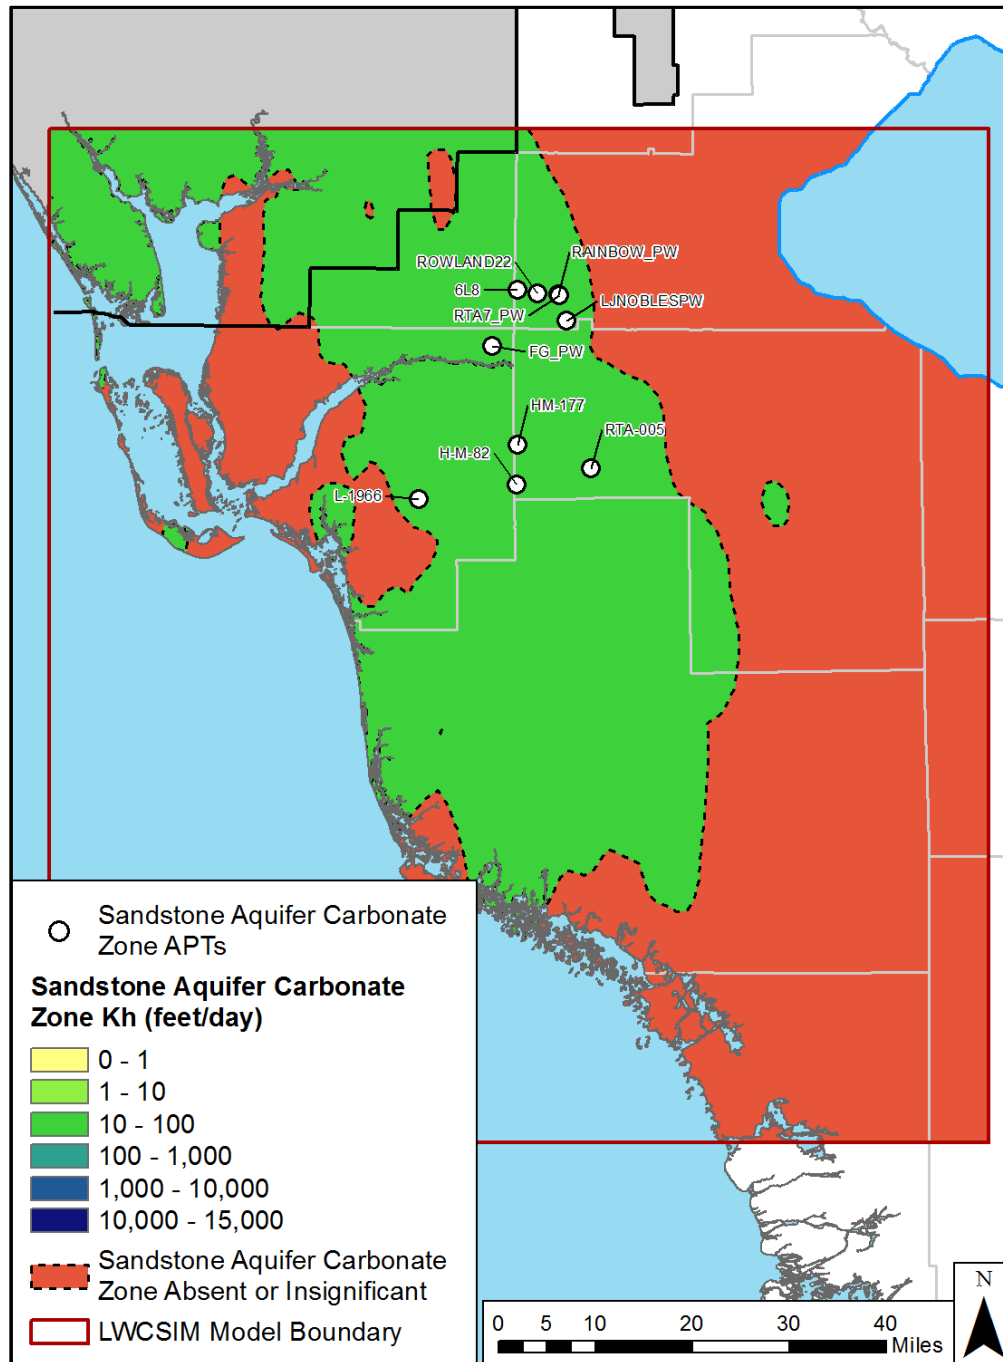 RAINBOW_PW
ROWLAND22
6L8
LJNOBLESPW
RTA7_PW
FG_PW
HM-177
RTA-005
H-M-82
L-1966
Sandstone Aquifer Carbonate
Zone APTs
Sandstone Aquifer Carbonate
Zone Kh (feet/day)
0 - 1
1 - 10
10 - 100
100 - 1,000
1,000 - 10,000
10,000 - 15,000
Sandstone Aquifer Carbonate
Zone Absent or Insignificant
LWCSIM Model Boundary
N
0 5 10 20 30 40
Miles